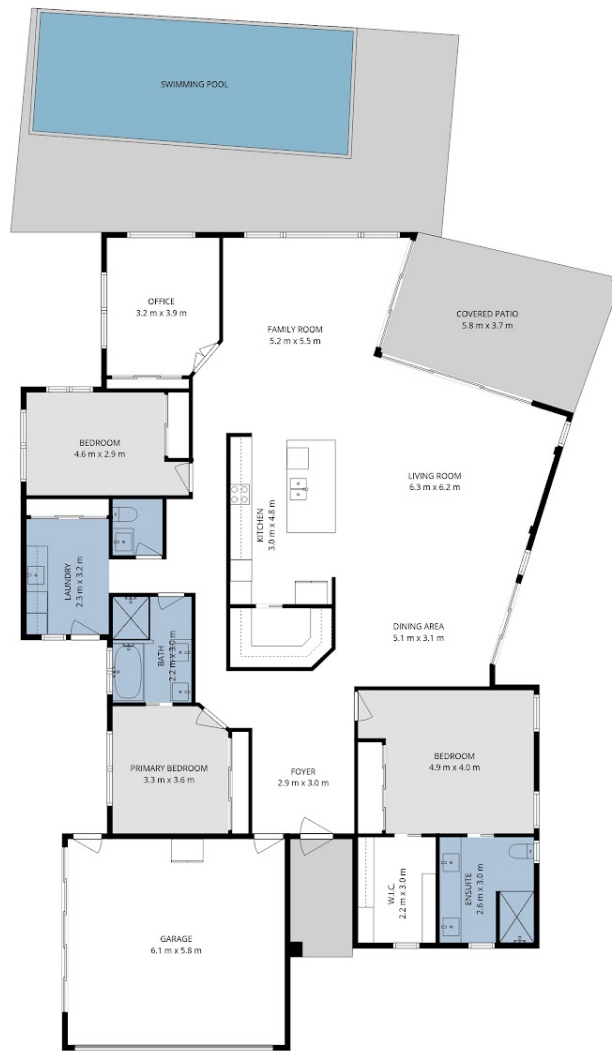 SWIMMING POOL
OFFICE
3.2 m x 3.9 m
FAMILY ROOM
5.2 m x 5.5 m
COVERED PATIO
5.8 m x 3.7 m
BEDROOM
4.6 m x 2.9 m
KITCHEN
3.0 m x 4.8 m
LIVING ROOM
6.3 m x 6.2 m
LAUNDRY
2.3 m x 3.2 m
DINING AREA
5.1 m x 3.1 m
BATH
2.2 m x 3.0 m
PRIMARY BEDROOM
3.3 m x 3.6 m
FOYER
2.9 m x 3.0 m
BEDROOM
4.9 m x 4.0 m
W.I.C.
2.2 m x 3.0 m
ENSUITE
2.6 m x 3.0 m
GARAGE
6.1 m x 5.8 m